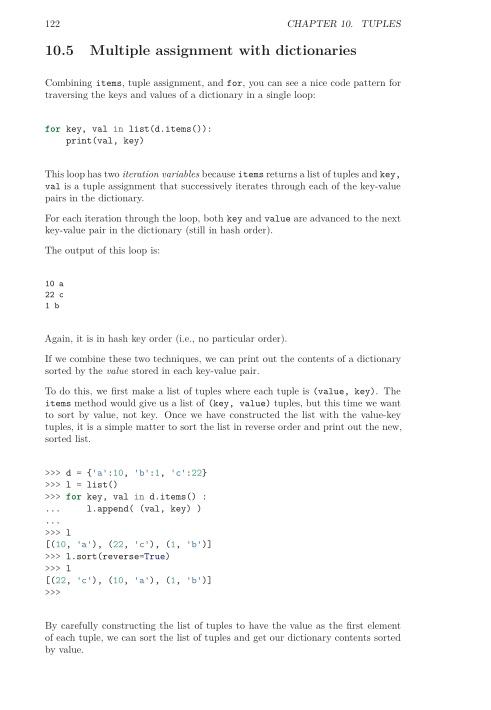 122 CHAPTER 10. TUPLES
10.5 Multiple assignment with dictionaries
Combining items, tuple assignment, and for, you can see a nice code pattern for
traversing the keys and values of a dictionary in a single loop:
for key, val in list(d.items()):
    print(val, key)
This loop has two iteration variables because items returns a list of tuples and key,
val is a tuple assignment that successively iterates through each of the key-value
pairs in the dictionary.
For each iteration through the loop, both key and value are advanced to the next
key-value pair in the dictionary (still in hash order).
The output of this loop is:
10 a
22 c
1 b
Again, it is in hash key order (i.e., no particular order).
If we combine these two techniques, we can print out the contents of a dictionary
sorted by the value stored in each key-value pair.
To do this, we first make a list of tuples where each tuple is (value, key). The
items method would give us a list of (key, value) tuples, but this time we want
to sort by value, not key. Once we have constructed the list with the value-key
tuples, it is a simple matter to sort the list in reverse order and print out the new,
sorted list.
>>> d = {'a':10, 'b':1, 'c':22}
>>> l = list()
>>> for key, val in d.items() :
...     l.append( (val, key) )
...
>>> l
[(10, 'a'), (22, 'c'), (1, 'b')]
>>> l.sort(reverse=True)
>>> l
[(22, 'c'), (10, 'a'), (1, 'b')]
>>>
By carefully constructing the list of tuples to have the value as the first element
of each tuple, we can sort the list of tuples and get our dictionary contents sorted
by value.